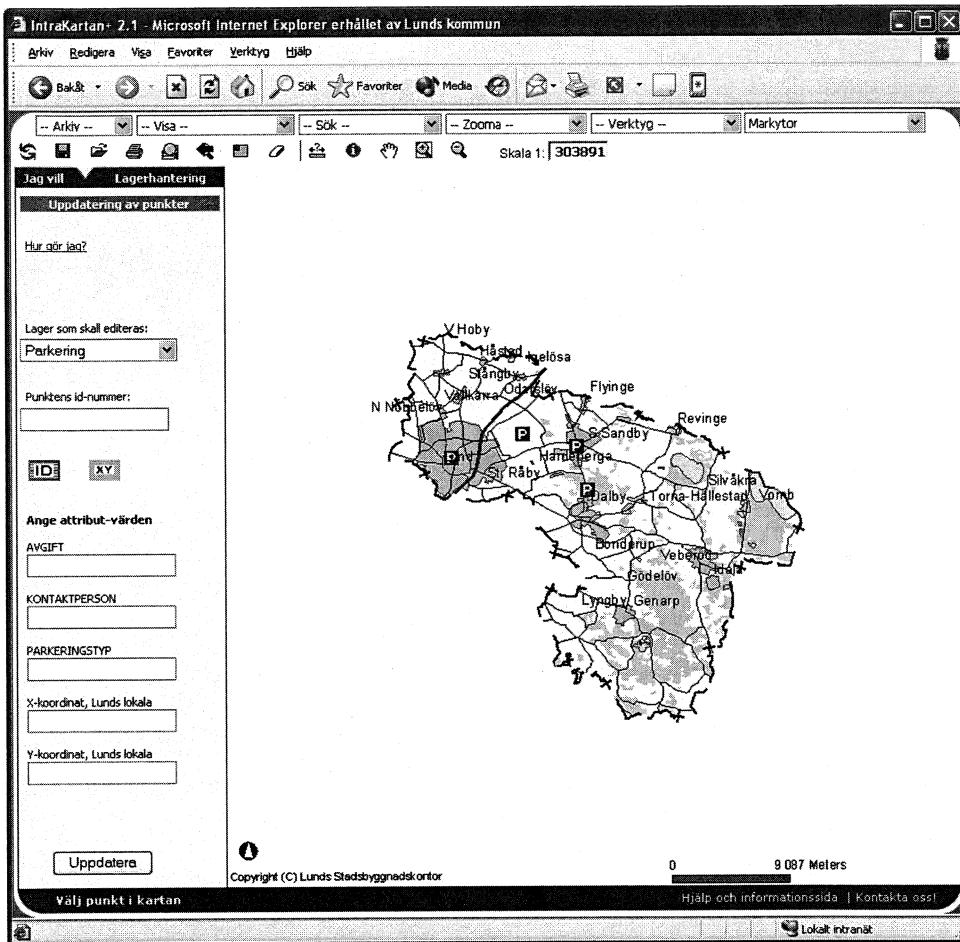 IntraKartan+ 2.1 - Microsoft Internet Explorer erhållet av Lunds kommun
Arkiv Redigera Visa Favoriter Verktyg Hjälp
Bakåt Sök Favoriter Media
-- Arkiv -- -- Visa -- -- Sök -- -- Zooma -- -- Verktyg -- Markytor
Skala 1: 303891
Jag vill Lagerhantering
Uppdatering av punkter
Hur gör jag?
Lager som skall editeras:
Parkering
Punktens id-nummer:
ID XY
Ange attribut-värden
AVGIFT
KONTAKTPERSON
PARKERINGSTYP
X-koordinat, Lunds lokala
Y-koordinat, Lunds lokala
Uppdatera
Välj punkt i kartan
V Hoby
Håstad
Igelösa
Stångby
Odarslöv
Flyinge
Vallkärra
N Nöbbelöv
Revinge
P
S Sandby
P
P
Hardeberga
St Råby
Silvåkra
P
Dalby
Torna-Hällestad
Vomb
Bonderup
Veberöd
Idala
Gödelöv
Lyngby
Genarp
0 9 087 Meters
Copyright (C) Lunds Stadsbyggnadskontor
Hjälp och informationssida | Kontakta oss!
Lokalt intranät